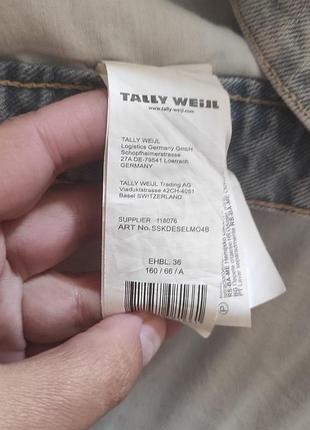 TALLY WEiJL
www.tally-weijl.com
TALLY WEIJL
Logistics Germany GmbH
Schopfheimerstrasse
27A DE-79541 Loerrach
GERMANY
TALLY WEIJL Trading AG
Viaduktstrasse 42CH-4051
Basel SWITZERLAND
SUPPLIER 118076
ART No.SSKDESELMO4B
EHBL, 36
160 / 66 / A